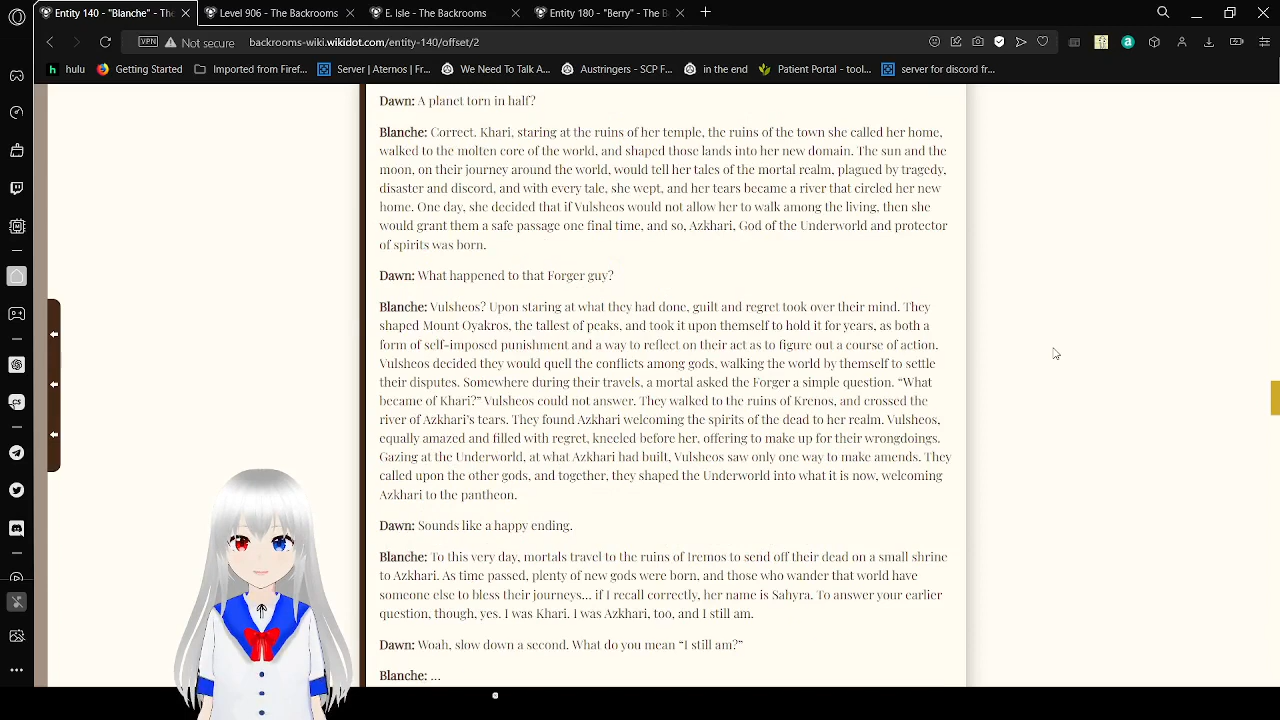 Entity 140 - "Blanche" - The
Level 906 - The Backrooms
E. Isle - The Backrooms
Entity 180 - "Berry" - The B
VPN
Not secure
backrooms-wiki.wikidot.com/entity-140/offset/2
hulu
Getting Started
Imported from Firef...
Server | Aternos | Fr...
We Need To Talk A...
Austringers - SCP F...
in the end
Patient Portal - tool...
server for discord fr...
Dawn: A planet torn in half?
Blanche: Correct. Khari, staring at the ruins of her temple, the ruins of the town she called her home,
walked to the molten core of the world, and shaped those lands into her new domain. The sun and the
moon, on their journey around the world, would tell her tales of the mortal realm, plagued by tragedy,
disaster and discord, and with every tale, she wept, and her tears became a river that circled her new
home. One day, she decided that if Vulsheos would not allow her to walk among the living, then she
would grant them a safe passage one final time, and so, Azkhari, God of the Underworld and protector
of spirits was born.
Dawn: What happened to that Forger guy?
Blanche: Vulsheos? Upon staring at what they had done, guilt and regret took over their mind. They
shaped Mount Oyakros, the tallest of peaks, and took it upon themself to hold it for years, as both a
form of self-imposed punishment and a way to reflect on their act as to figure out a course of action.
Vulsheos decided they would quell the conflicts among gods, walking the world by themself to settle
their disputes. Somewhere during their travels, a mortal asked the Forger a simple question. “What
became of Khari?” Vulsheos could not answer. They walked to the ruins of Krenos, and crossed the
river of Azkhari’s tears. They found Azkhari welcoming the spirits of the dead to her realm. Vulsheos,
equally amazed and filled with regret, kneeled before her, offering to make up for their wrongdoings.
Gazing at the Underworld, at what Azkhari had built, Vulsheos saw only one way to make amends. They
called upon the other gods, and together, they shaped the Underworld into what it is now, welcoming
Azkhari to the pantheon.
Dawn: Sounds like a happy ending.
Blanche: To this very day, mortals travel to the ruins of Iremos to send off their dead on a small shrine
to Azkhari. As time passed, plenty of new gods were born, and those who wander that world have
someone else to bless their journeys... if I recall correctly, her name is Sahyra. To answer your earlier
question, though, yes. I was Khari. I was Azkhari, too, and I still am.
Dawn: Woah, slow down a second. What do you mean “I still am?”
Blanche: ...